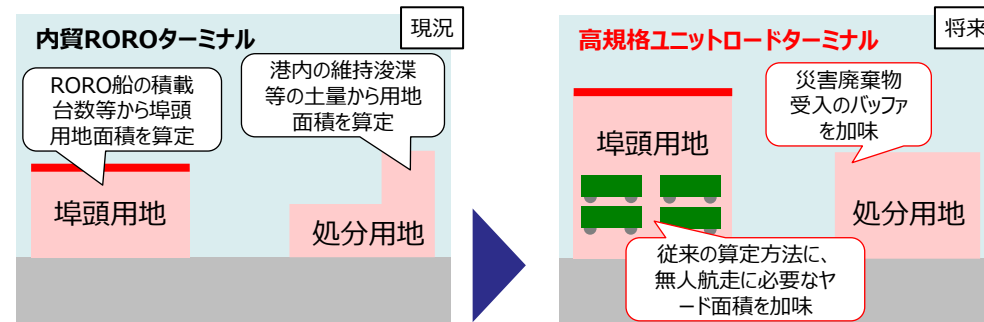 内貿ROROターミナル
現況
RORO船の積載
台数等から埠頭
用地面積を算定
港内の維持浚渫
等の土量から用地
面積を算定
埠頭用地
処分用地
高規格ユニットロードターミナル
将来
災害廃棄物
受入のバッファ
を加味
埠頭用地
処分用地
従来の算定方法に、
無人航走に必要なヤ
ード面積を加味